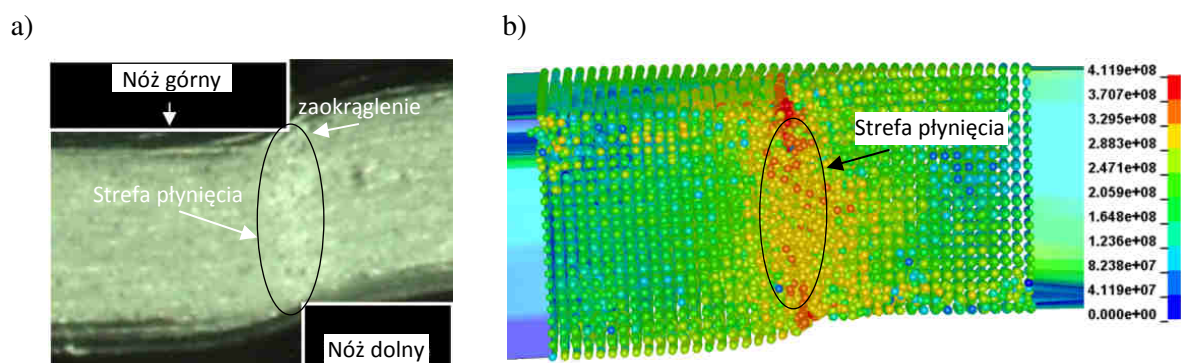 a)
Nóż górny
zaokrąglenie
Strefa płynięcia
Nóż dolny
b)
Strefa płynięcia
4.119e+08
3.707e+08
3.295e+08
2.883e+08
2.471e+08
2.059e+08
1.648e+08
1.236e+08
8.238e+07
4.119e+07
0.000e+00